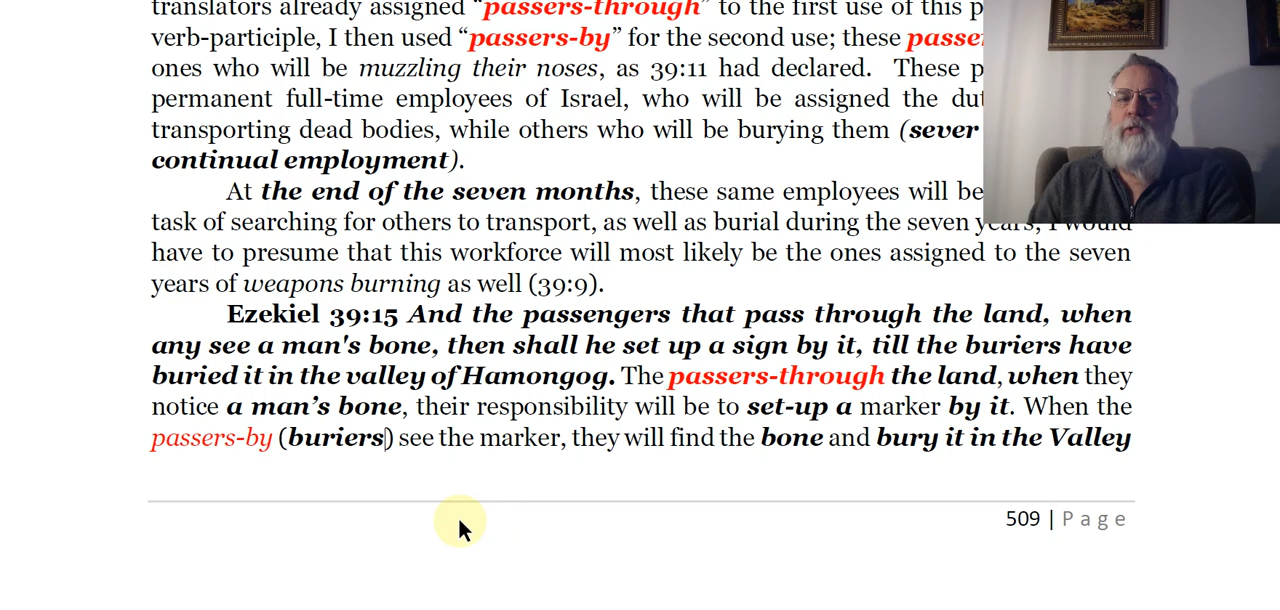 translators already assigned “passers-through” to the first use of this p
verb-participle, I then used “passers-by” for the second use; these passe
ones who will be muzzling their noses, as 39:11 had declared. These p
permanent full-time employees of Israel, who will be assigned the dut
transporting dead bodies, while others who will be burying them (sever
continual employment).
At the end of the seven months, these same employees will be
task of searching for others to transport, as well as burial during the seven years, I would
have to presume that this workforce will most likely be the ones assigned to the seven
years of weapons burning as well (39:9).
Ezekiel 39:15 And the passengers that pass through the land, when
any see a man's bone, then shall he set up a sign by it, till the buriers have
buried it in the valley of Hamongog. The passers-through the land, when they
notice a man’s bone, their responsibility will be to set-up a marker by it. When the
passers-by (buriers) see the marker, they will find the bone and bury it in the Valley
509 | Page